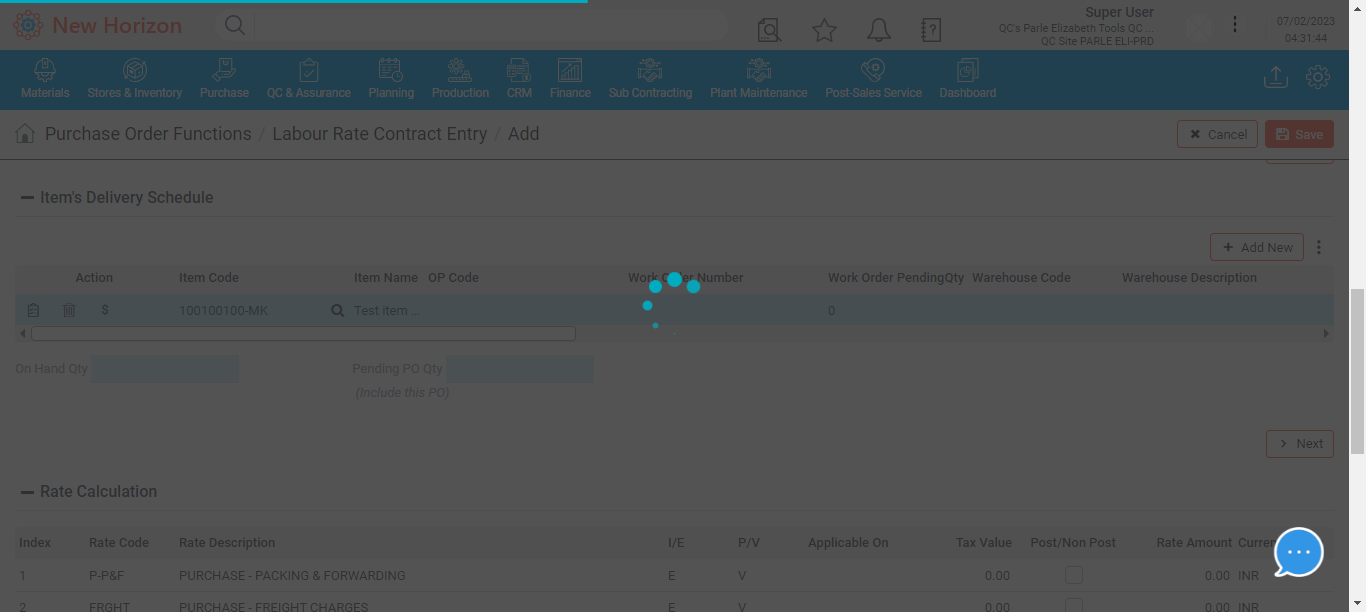 New Horizon
Super User
QC's Parle Elizabeth Tools QC ...
QC Site PARLE ELI-PRD
07/02/2023
04:31:44
Materials Stores & Inventory Purchase QC & Assurance Planning Production CRM Finance Sub Contracting Plant Maintenance Post-Sales Service Dashboard
Purchase Order Functions / Labour Rate Contract Entry / Add
Cancel Save
Item's Delivery Schedule
Add New
Action Item Code Item Name OP Code Work Order Number Work Order PendingQty Warehouse Code Warehouse Description
$ 100100100-MK Test item ... 0
On Hand Qty Pending PO Qty
(Include this PO)
Next
Rate Calculation
Index Rate Code Rate Description I/E P/V Applicable On Tax Value Post/Non Post Rate Amount Curren
1 P-P&F PURCHASE - PACKING & FORWARDING E V 0.00 0.00 INR
2 FRGHT PURCHASE - FREIGHT CHARGES E V 0.00 0.00 INR